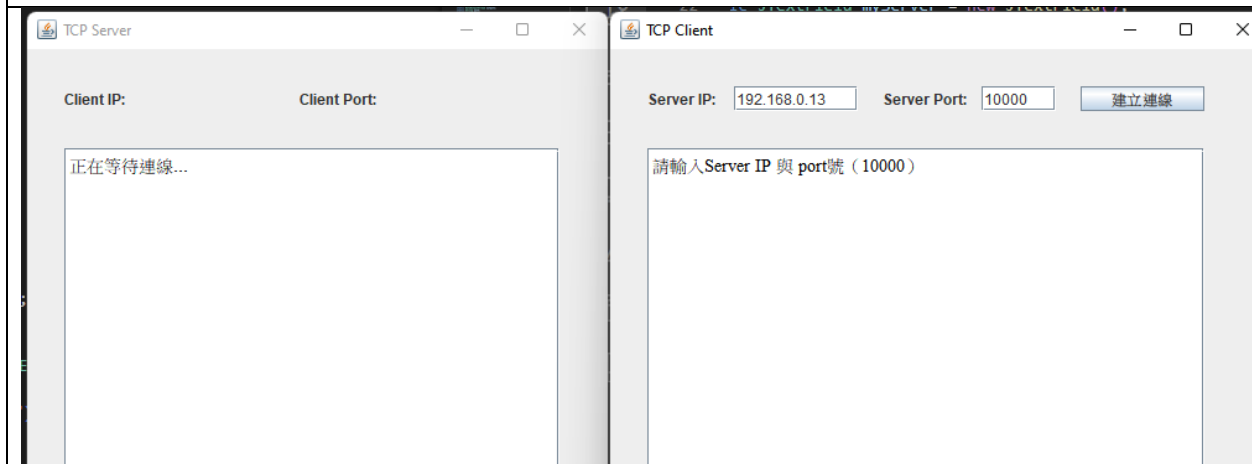 TCP Server
Client IP: Client Port:
正在等待連線...
TCP Client
Server IP: 192.168.0.13 Server Port: 10000 建立連線
請輸入Server IP 與 port號（10000）